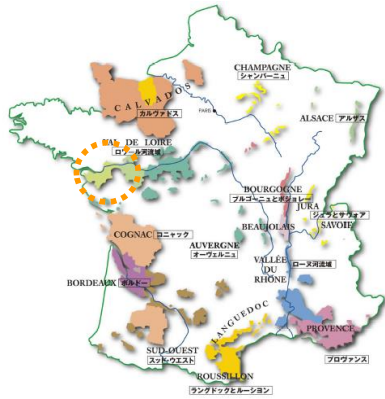 CHAMPAGNE
シャンパーニュ
CALVADOS
カルヴァドス
PARIS
ALSACE
アルザス
VAL DE LOIRE
ロワール河流域
BOURGOGNE
ブルゴーニュとボジョレー
BEAUJOLAIS
JURA
ジュラとサヴォア
SAVOIE
COGNAC
コニャック
AUVERGNE
オーヴェルニュ
VALLÉE
DU
RHÔNE
ローヌ河流域
BORDEAUX
ボルドー
LANGUEDOC
PROVENCE
プロヴァンス
SUD-OUEST
スッド・ウエスト
ROUSSILLON
ラングドックとルーション